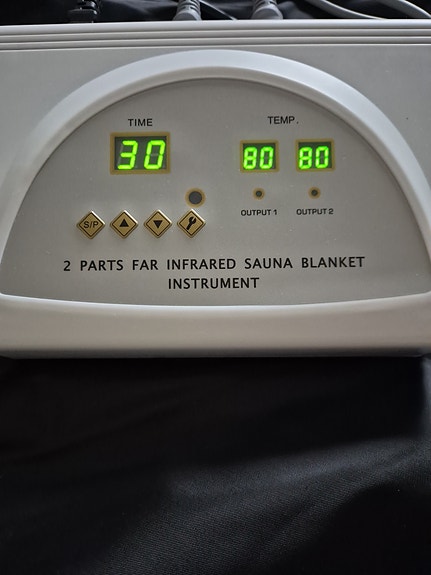 TIME TEMP.
30 80 80
OUTPUT 1 OUTPUT 2
S/P
2 PARTS FAR INFRARED SAUNA BLANKET
INSTRUMENT